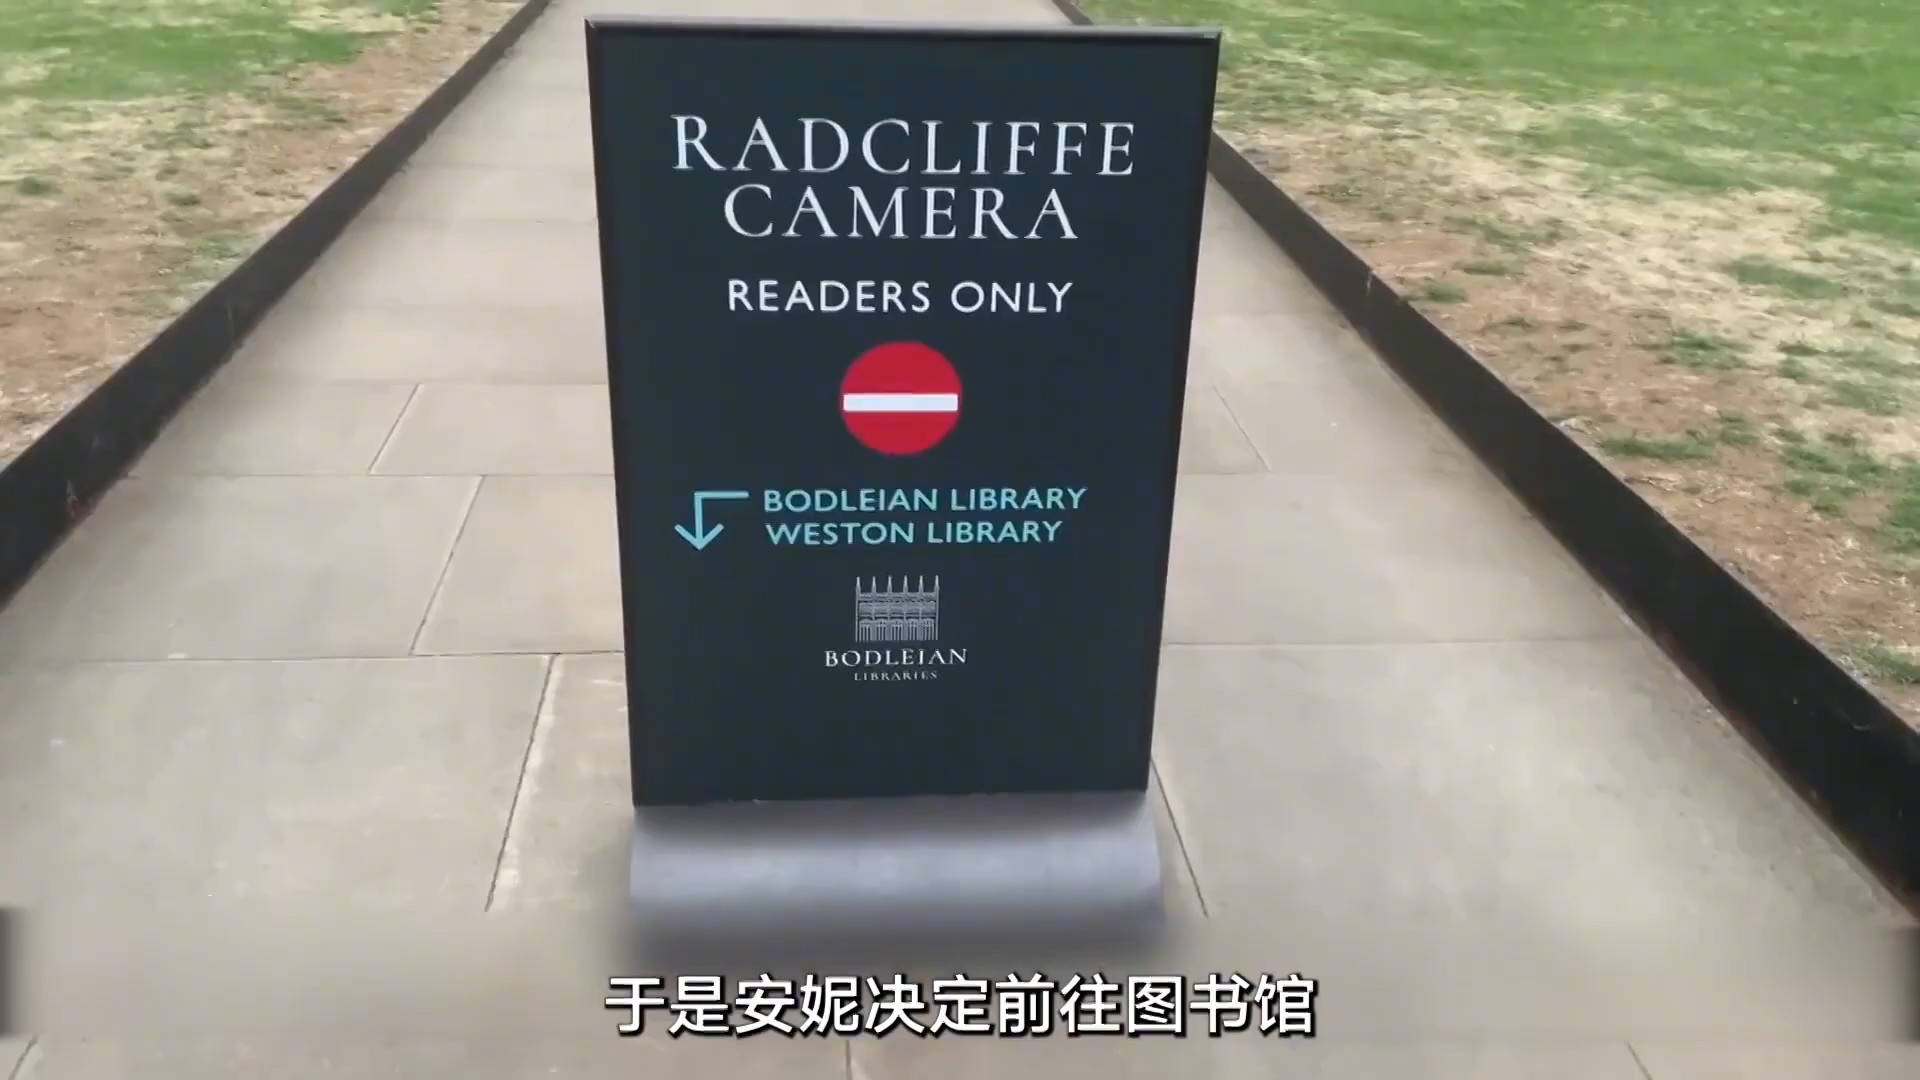 RADCLIFFE
CAMERA
READERS ONLY
BODLEIAN LIBRARY
WESTON LIBRARY
BODLEIAN
LIBRARIES
于是安妮决定前往图书馆